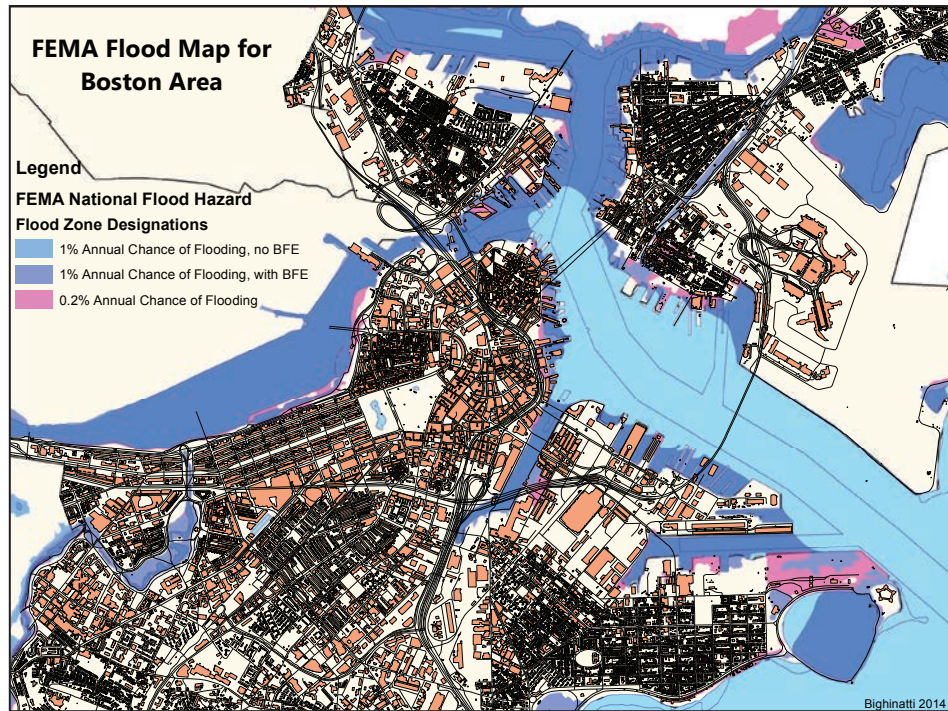 FEMA Flood Map for
Boston Area
Legend
FEMA National Flood Hazard
Flood Zone Designations
1% Annual Chance of Flooding, no BFE
1% Annual Chance of Flooding, with BFE
0.2% Annual Chance of Flooding
Bighinatti 2014